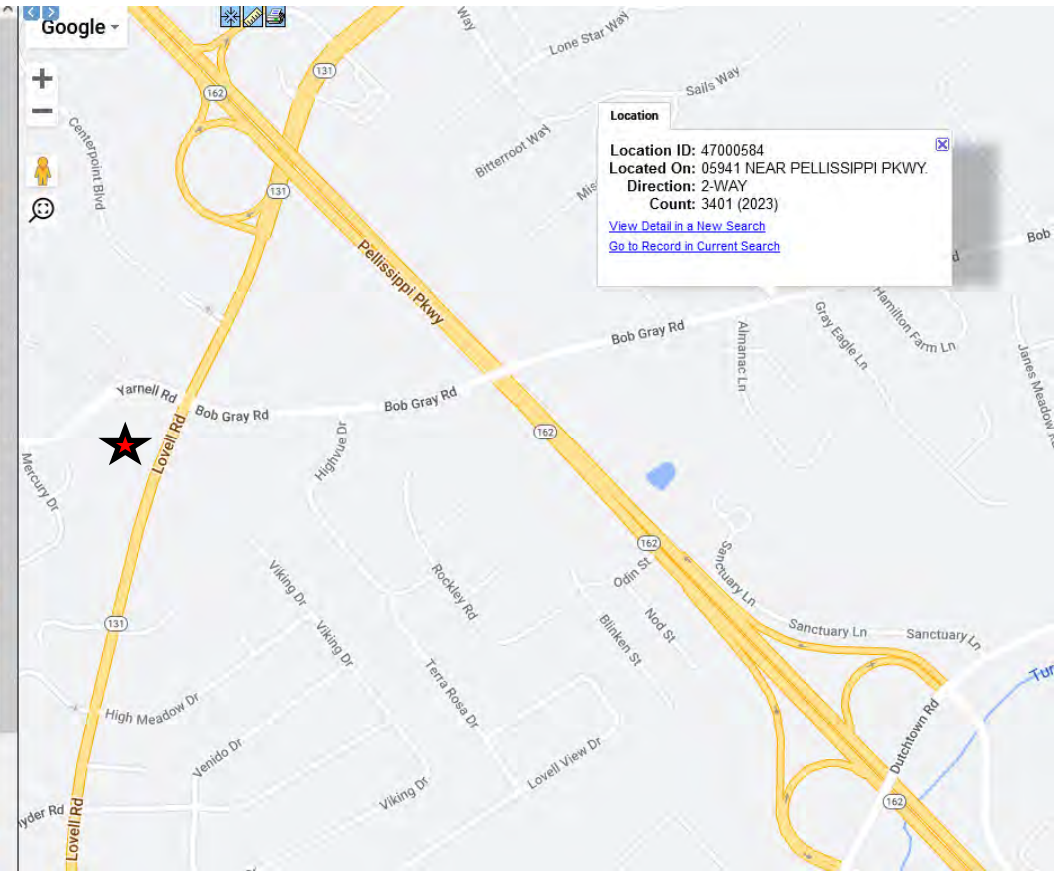 Google
Way
Lone Star Way
131
162
Sails Way
Centerpoint Blvd
Bitterroot Way
Location
Location ID: 47000584
Located On: 05941 NEAR PELLISSIPPI PKWY.
Direction: 2-WAY
Count: 3401 (2023)
View Detail in a New Search
Go to Record in Current Search
131
Bob
Pellissippi Pkwy
Hamilton Farm Ln
Gray Eagle Ln
Almanac Ln
Bob Gray Rd
Yarnell Rd
Bob Gray Rd
Bob Gray Rd
Lovell Rd
Highvue Dr
162
Mercury Dr
162
Sanctuary Ln
Odin St
Viking Dr
Rockley Rd
Nod St
Blinken St
131
Viking Dr
Sanctuary Ln
Sanctuary Ln
Terra Rosa Dr
High Meadow Dr
Dutchtown Rd
Venido Dr
Lovell View Dr
Viking Dr
162
Lovell Rd